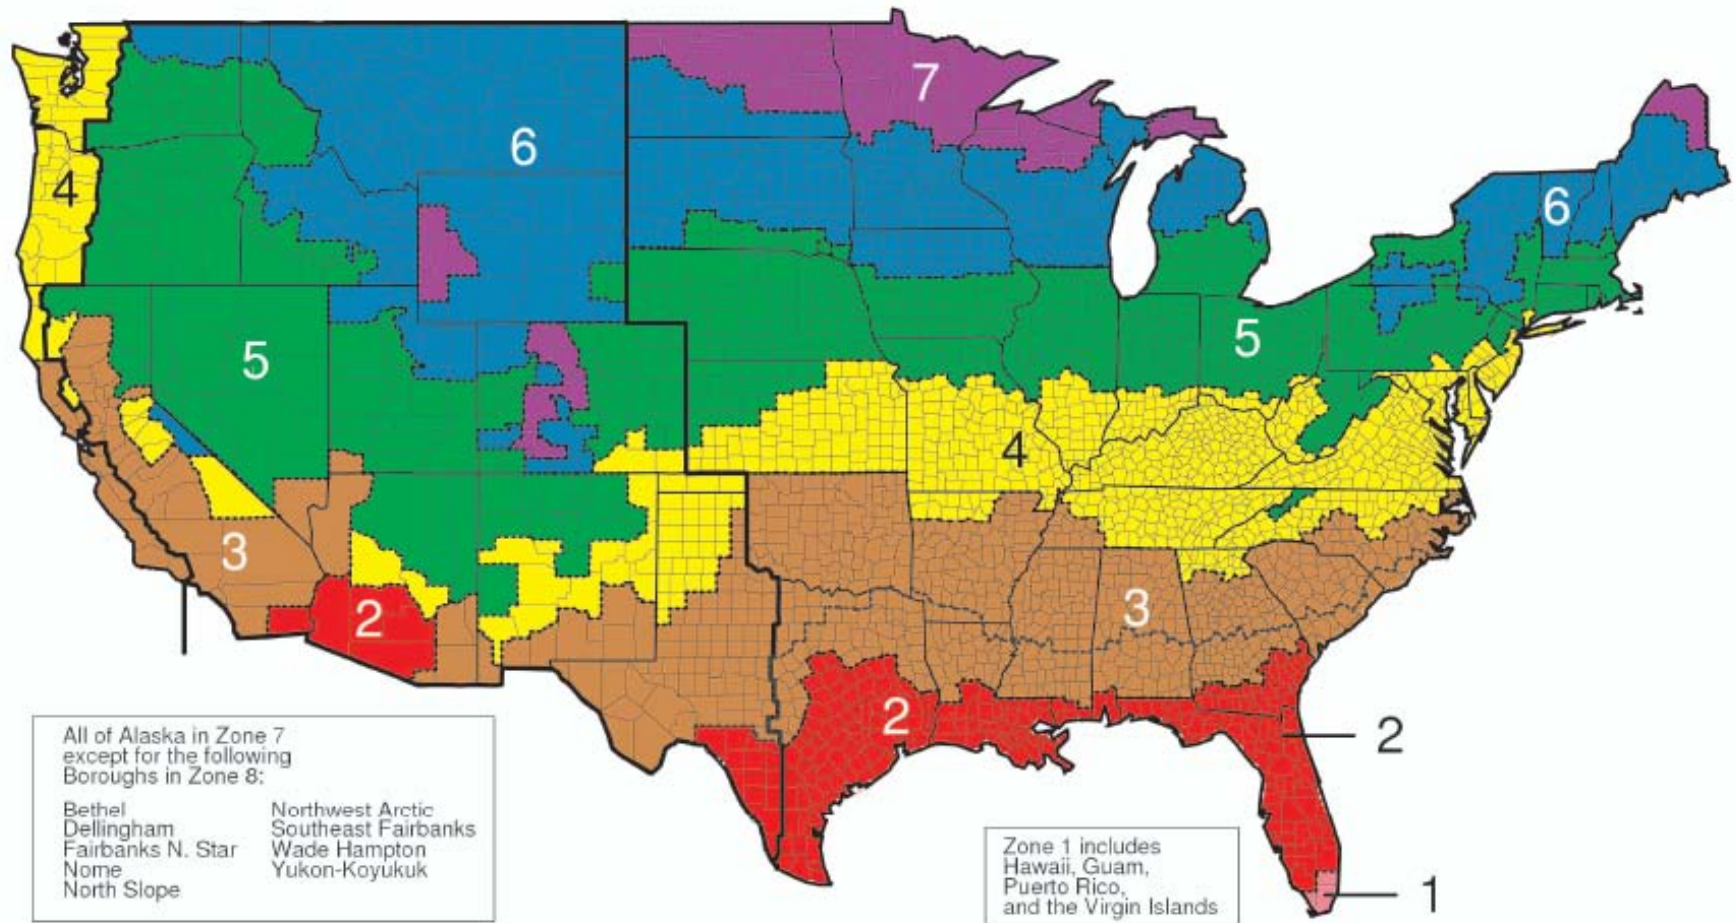 7
6
4
6
5
5
4
3
3
2
2
2
1
All of Alaska in Zone 7
except for the following
Boroughs in Zone 8:
Bethel
Dellingham
Fairbanks N. Star
Nome
North Slope
Northwest Arctic
Southeast Fairbanks
Wade Hampton
Yukon-Koyukuk
Zone 1 includes
Hawaii, Guam,
Puerto Rico,
and the Virgin Islands